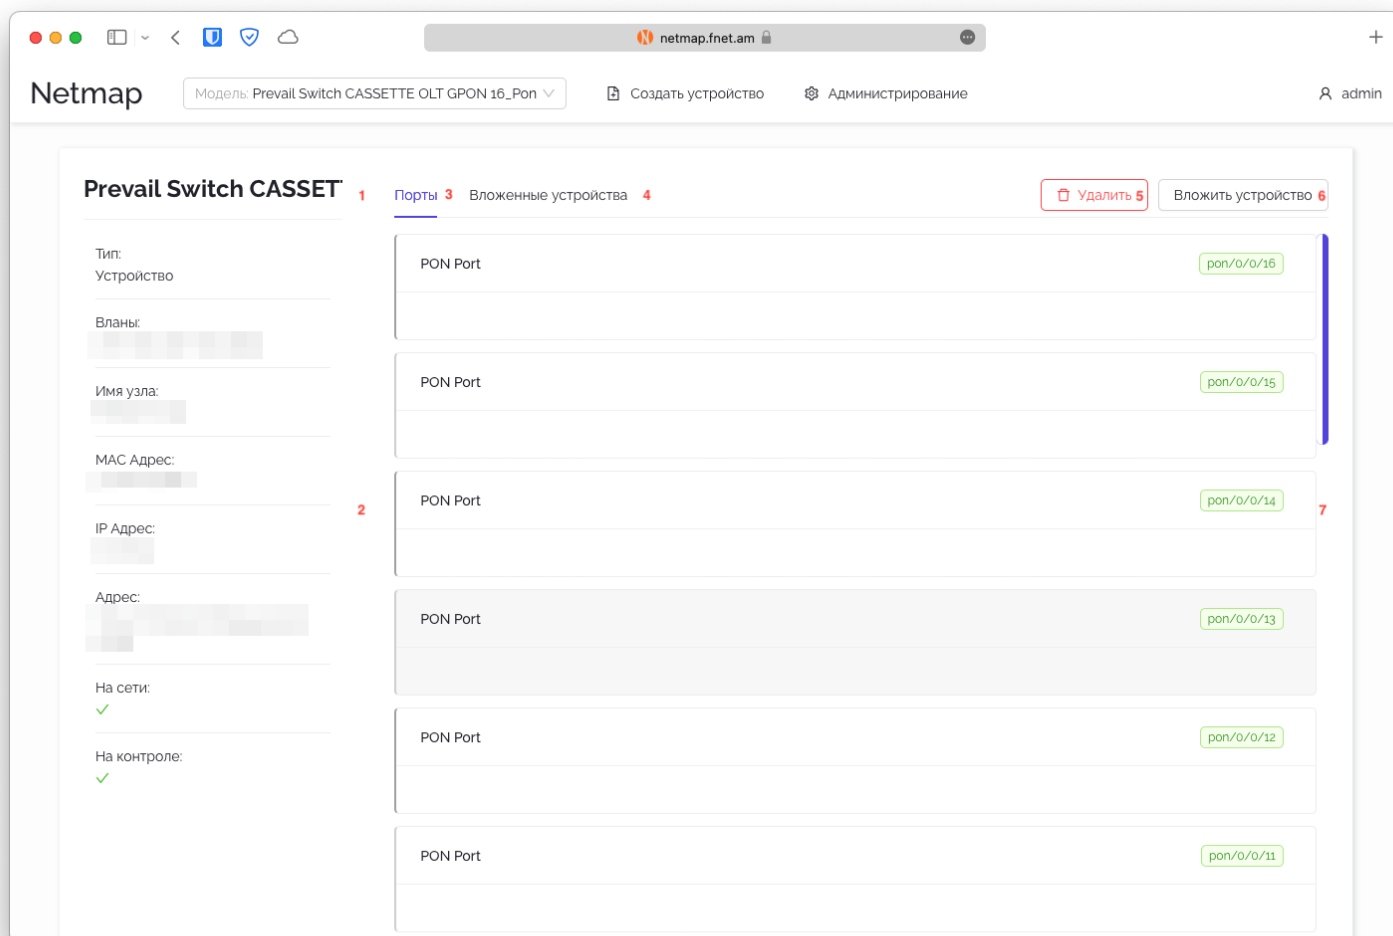 netmap.fnet.am
Netmap
Модель: Prevail Switch CASSETTE OLT GPON 16_Pon
Создать устройство
Администрирование
admin
Prevail Switch CASSET
1
Порты 3
Вложенные устройства 4
Удалить 5
Вложить устройство 6
Тип:
Устройство
Вланы:
Имя узла:
MAC Адрес:
2
IP Адрес:
Адрес:
На сети:
На контроле:
PON Port pon/0/0/16
PON Port pon/0/0/15
PON Port pon/0/0/14
7
PON Port pon/0/0/13
PON Port pon/0/0/12
PON Port pon/0/0/11